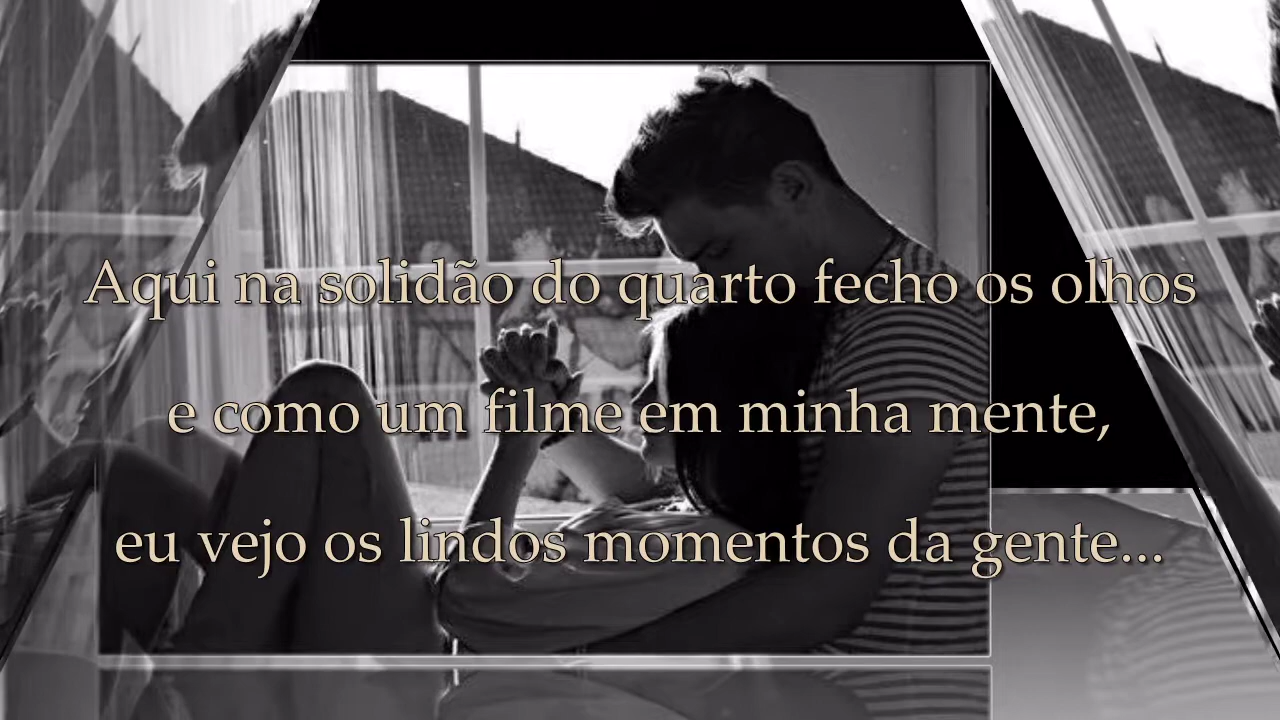 Aqui na solidão do quarto fecho os olhos
e como um filme em minha mente,
eu vejo os lindos momentos da gente...